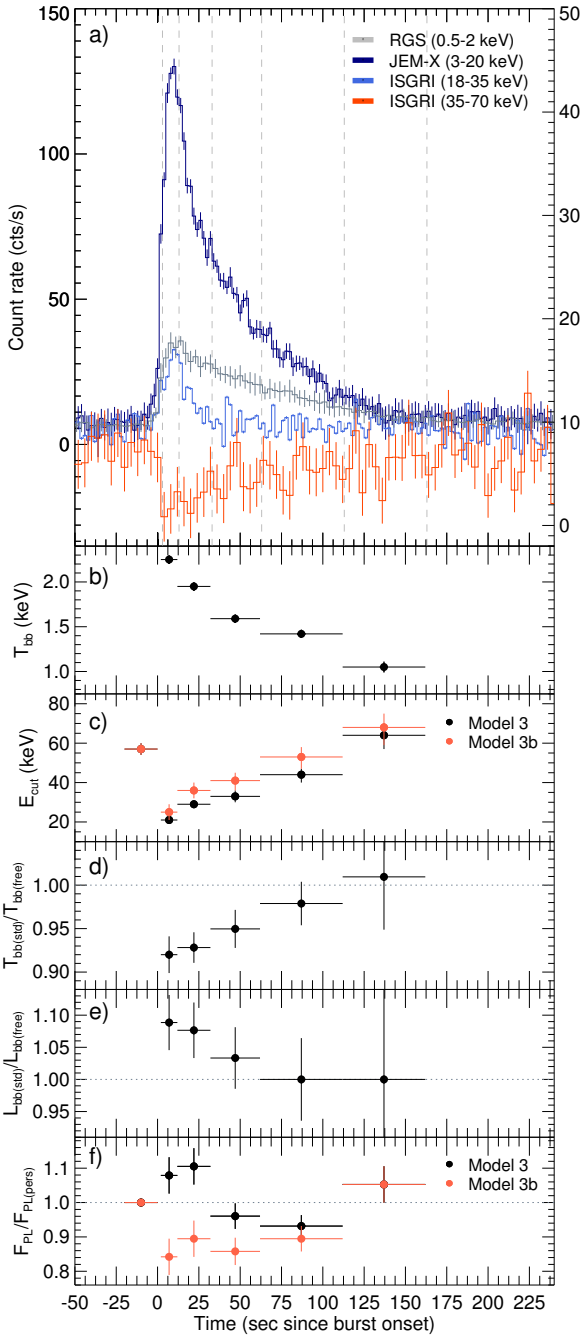 a)
RGS (0.5-2 keV)
JEM-X (3-20 keV)
ISGRI (18-35 keV)
ISGRI (35-70 keV)
150
100
50
0
Count rate (cts/s)
50
40
30
20
10
0
b)
2.0
1.5
1.0
T_bb (keV)
c)
Model 3
Model 3b
80
60
40
20
E_cut (keV)
d)
1.00
0.95
0.90
T_bb(std)/T_bb(free)
e)
1.10
1.05
1.00
0.95
L_bb(std)/L_bb(free)
f)
Model 3
Model 3b
1.1
1.0
0.9
0.8
F_PL/F_PL(pers)
-50 -25 0 25 50 75 100 125 150 175 200 225
Time (sec since burst onset)